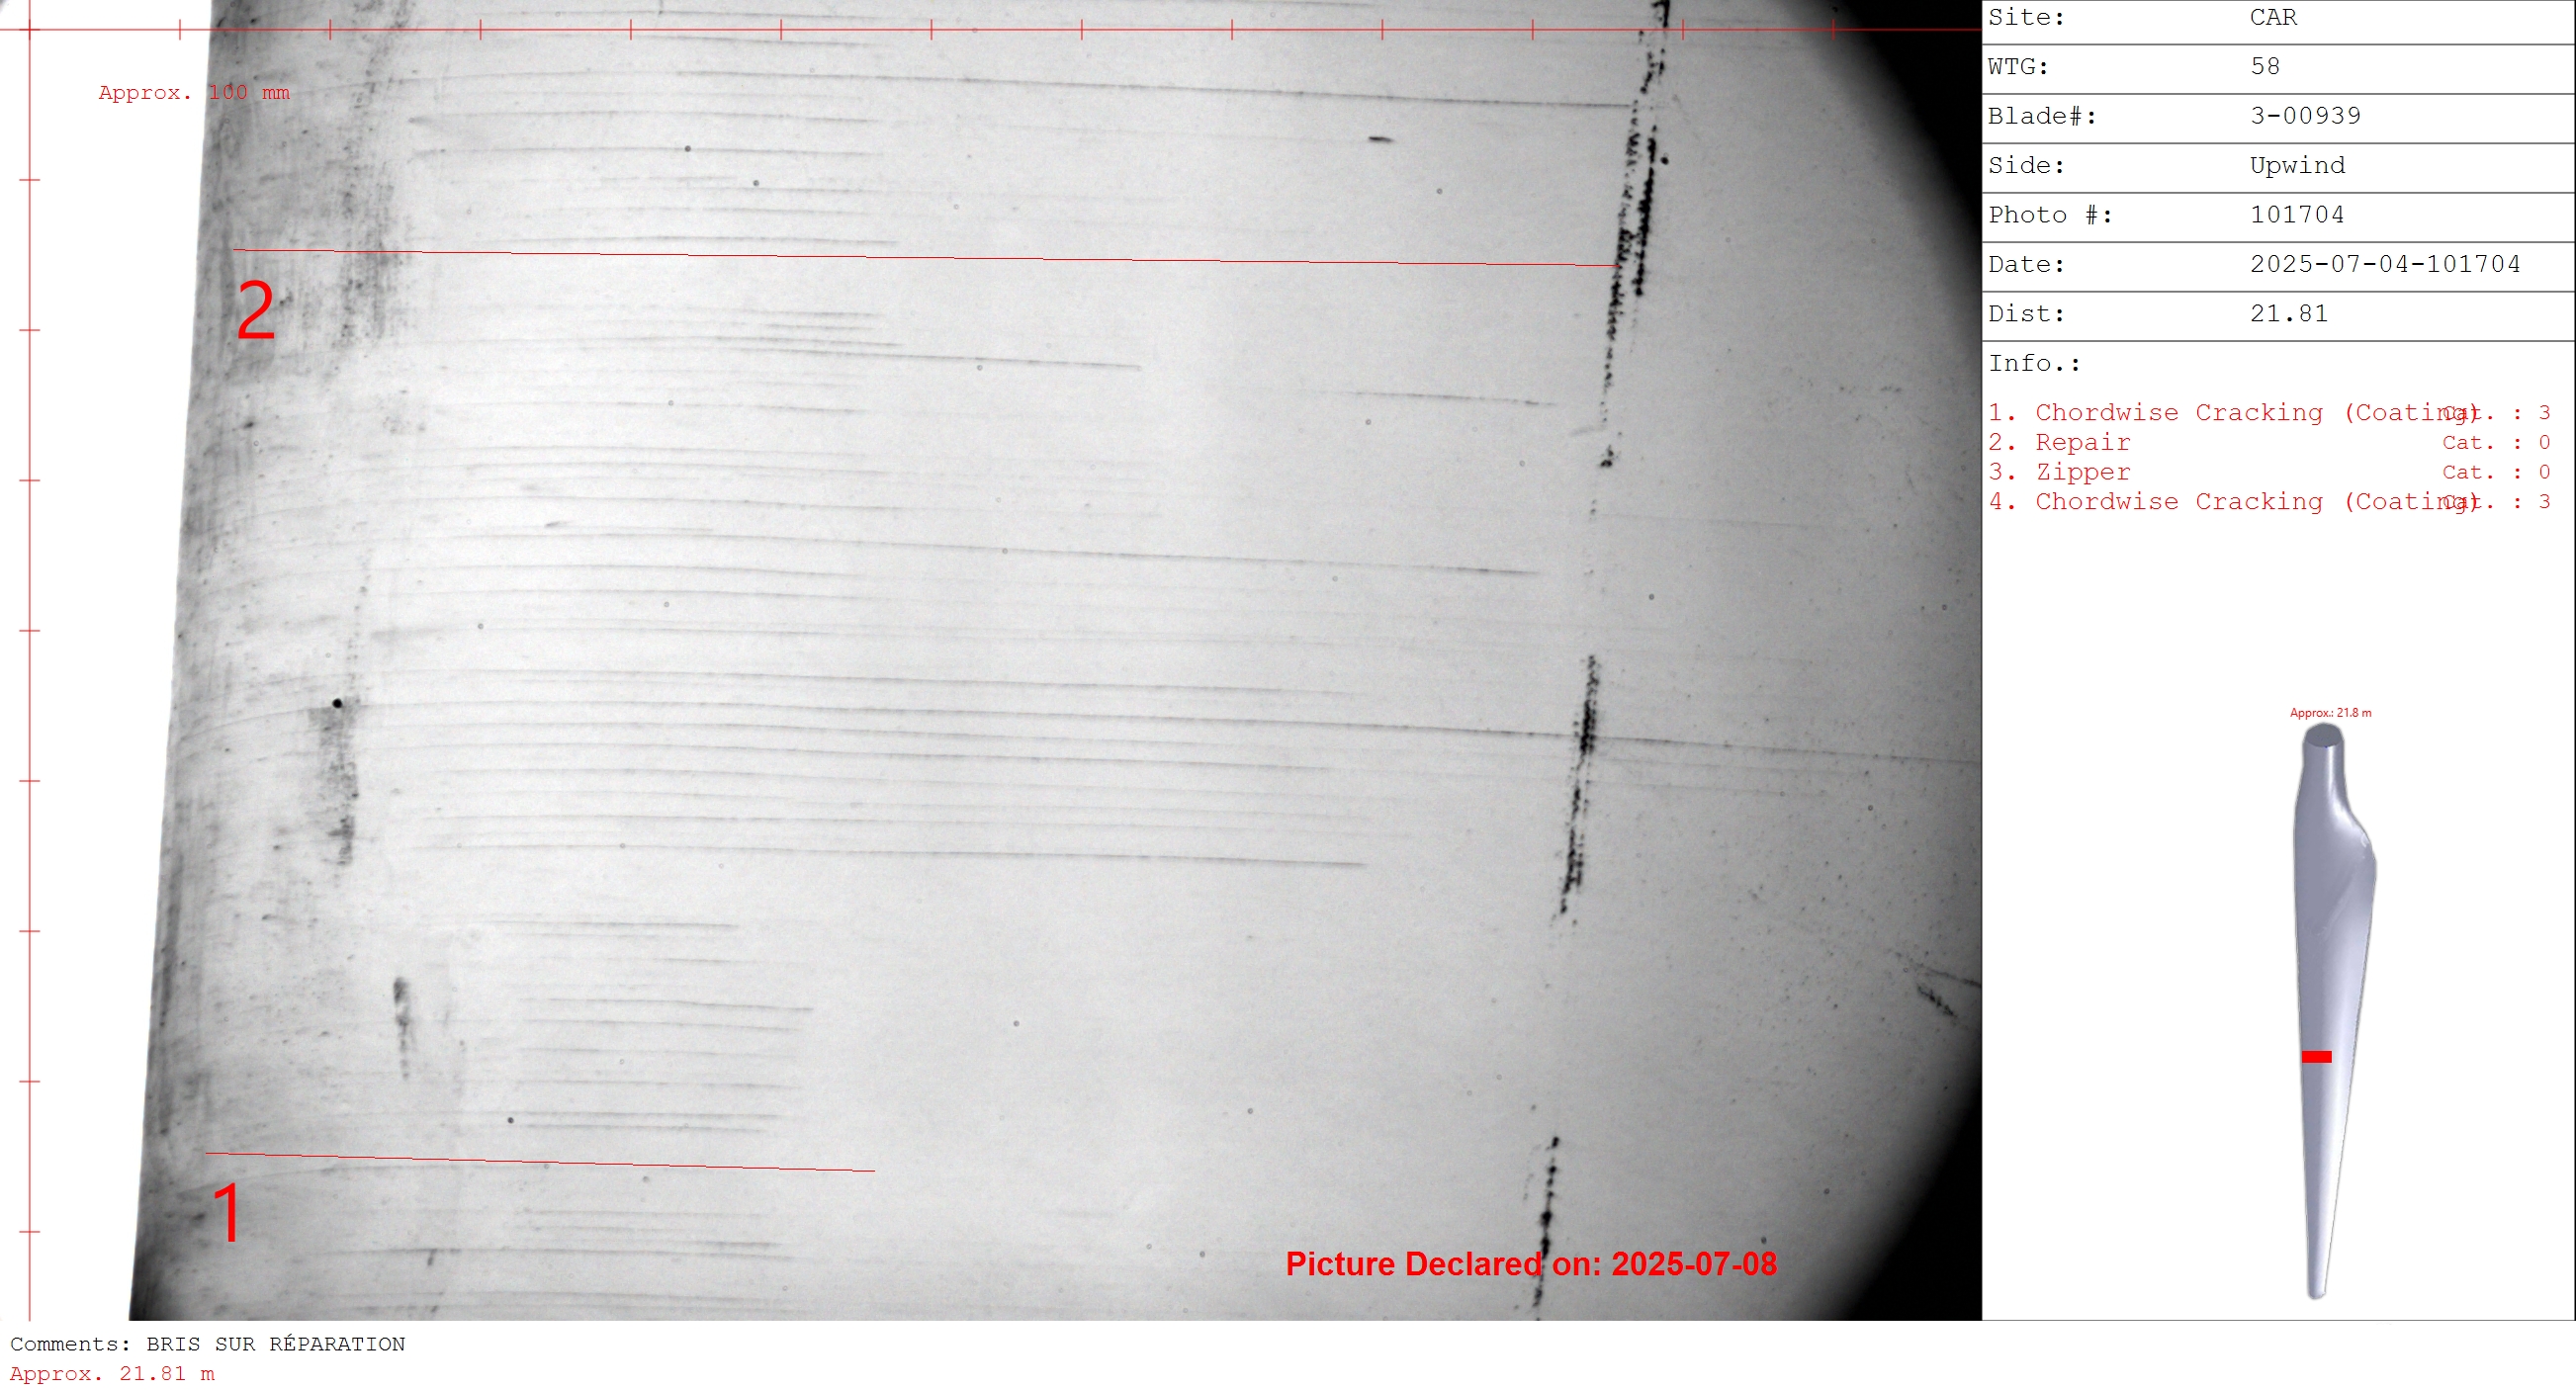 Approx. 100 mm
2
1
Picture Declared on: 2025-07-08
Site: CAR
WTG: 58
Blade#: 3-00939
Side: Upwind
Photo #: 101704
Date: 2025-07-04-101704
Dist: 21.81
Info.:
1. Chordwise Cracking (Coating) Cat. : 3
2. Repair Cat. : 0
3. Zipper Cat. : 0
4. Chordwise Cracking (Coating) Cat. : 3
Approx.: 21.8 m
Comments: BRIS SUR RÉPARATION
Approx. 21.81 m